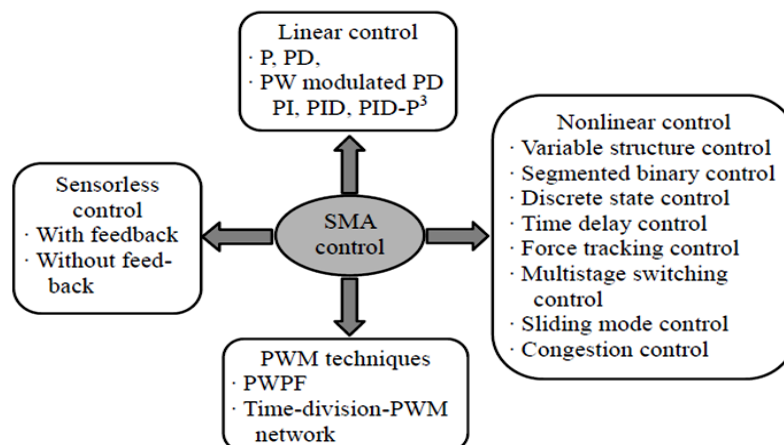 Linear control
· P, PD,
· PW modulated PD
PI, PID, PID-P³
Sensorless
control
· With feedback
· Without feed-
back
SMA
control
Nonlinear control
· Variable structure control
· Segmented binary control
· Discrete state control
· Time delay control
· Force tracking control
· Multistage switching
control
· Sliding mode control
· Congestion control
PWM techniques
· PWPF
· Time-division-PWM
network